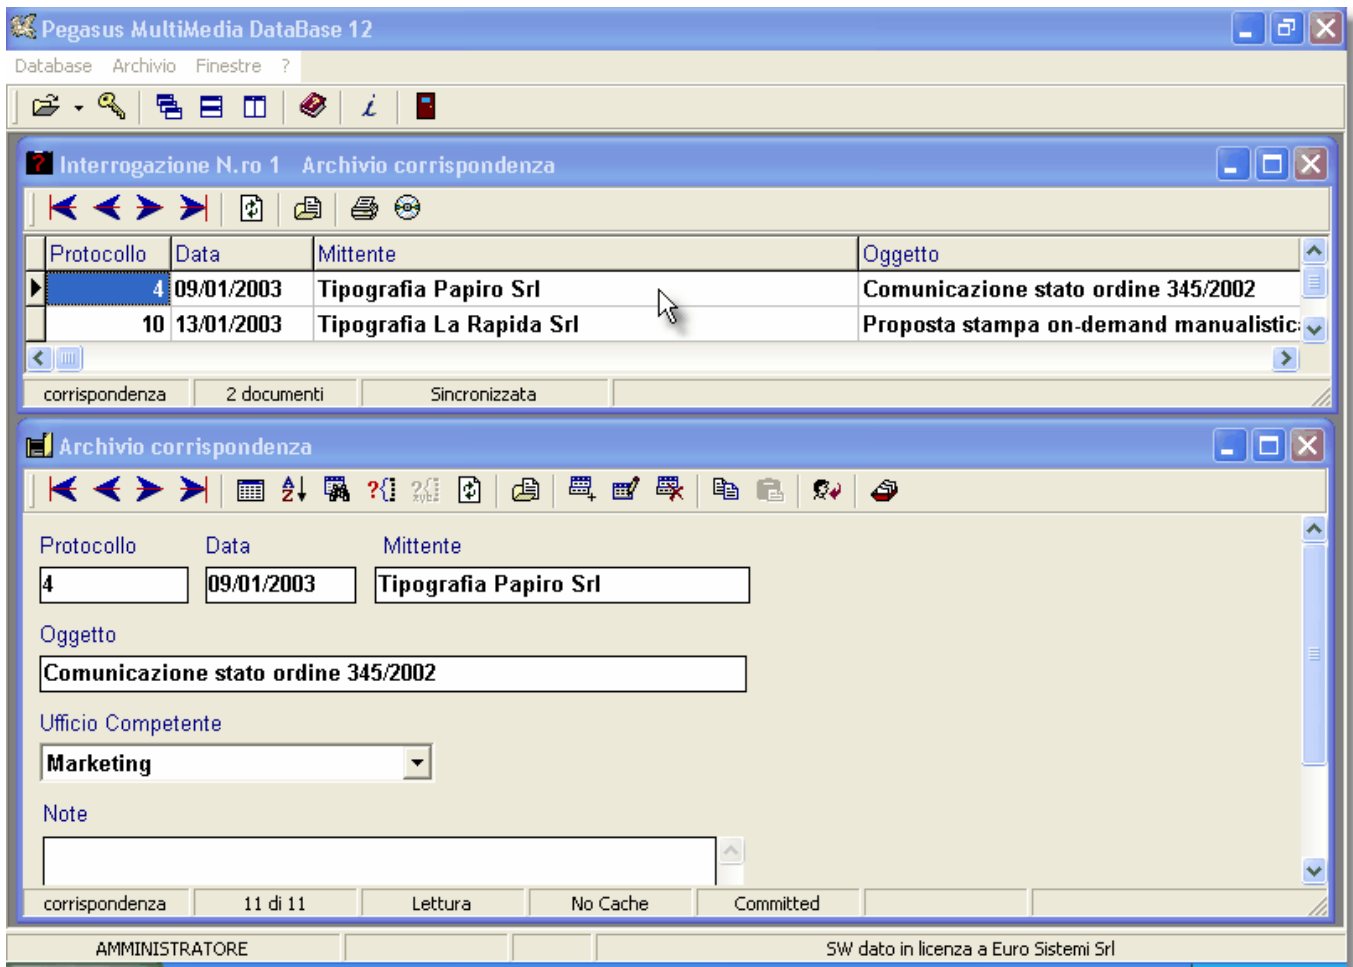 Pegasus MultiMedia DataBase 12
Database Archivio Finestre ?
Interrogazione N.ro 1 Archivio corrispondenza
Protocollo Data Mittente Oggetto
4 09/01/2003 Tipografia Papiro Srl Comunicazione stato ordine 345/2002
10 13/01/2003 Tipografia La Rapida Srl Proposta stampa on-demand manualistic
corrispondenza 2 documenti Sincronizzata
Archivio corrispondenza
Protocollo Data Mittente
4 09/01/2003 Tipografia Papiro Srl
Oggetto
Comunicazione stato ordine 345/2002
Ufficio Competente
Marketing
Note
corrispondenza 11 di 11 Lettura No Cache Committed
AMMINISTRATORE SW dato in licenza a Euro Sistemi Srl